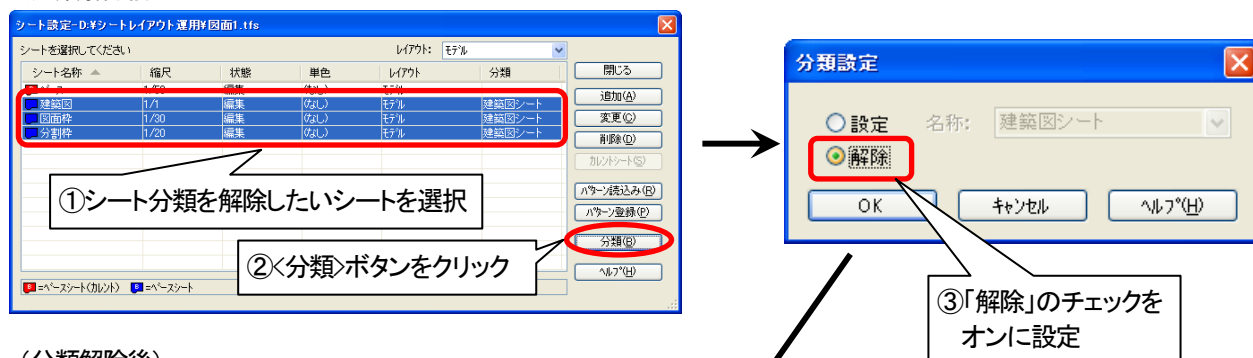 シート設定-D:¥シートレイアウト運用¥図面1.tfs
シートを選択してください
レイアウト: モデル
シート名称 縮尺 状態 単色 レイアウト 分類
建築図 1/1 編集 (なし) モデル 建築図シート
図面枠 1/30 編集 (なし) モデル 建築図シート
分割枠 1/20 編集 (なし) モデル 建築図シート
閉じる
追加(A)
変更(C)
削除(D)
カレントシート(S)
パターン読込み(R)
パターン登録(P)
分類(B)
ヘルプ(H)
①シート分類を解除したいシートを選択
②<分類>ボタンをクリック
=ベースシート(カレント) =ベースシート
分類設定
設定 名称: 建築図シート
解除
OK キャンセル ヘルプ(H)
③「解除」のチェックを
オンに設定
(分類解除後)